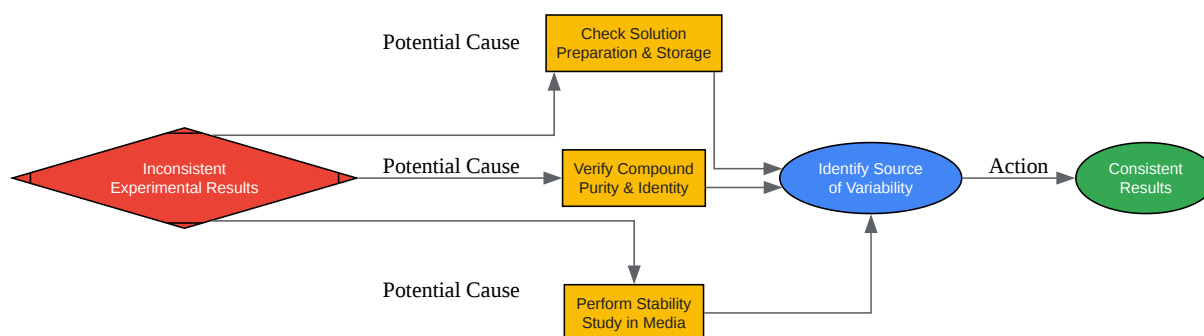 Potential Cause
Check Solution
Preparation & Storage
Inconsistent
Experimental Results
Potential Cause
Verify Compound
Purity & Identity
Identify Source
of Variability
Action
Consistent
Results
Potential Cause
Perform Stability
Study in Media